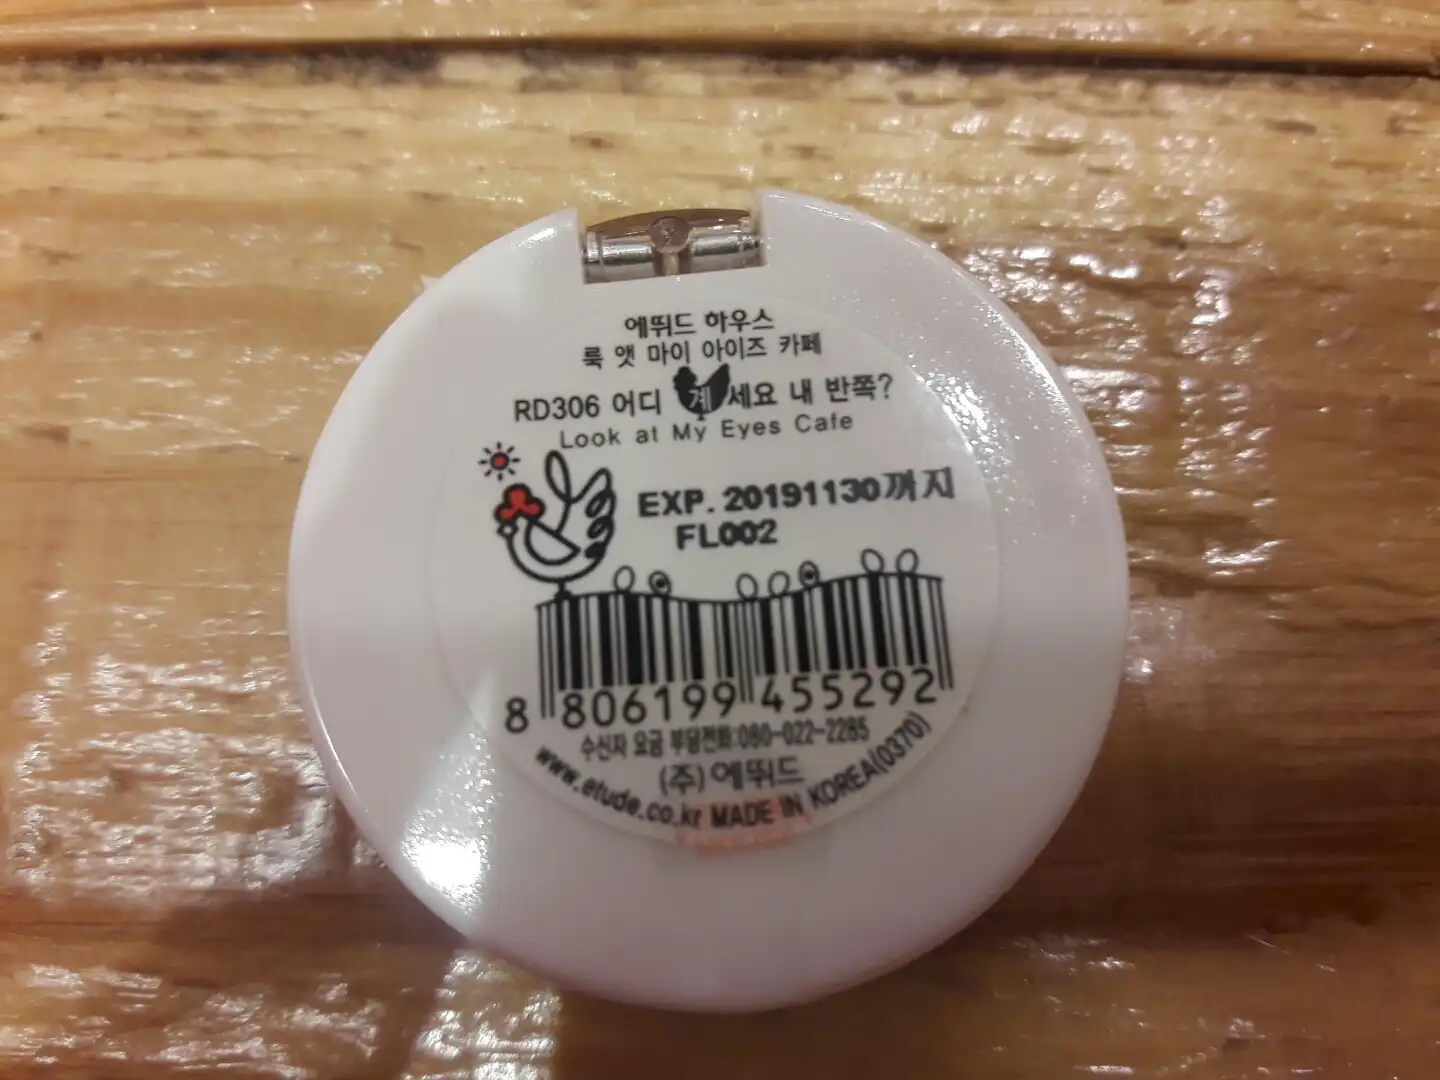 에뛰드 하우스
룩 앳 마이 아이즈 카페
RD306 어디 계세요 내 반쪽?
Look at My Eyes Cafe
EXP. 20191130까지
FL002
8 806199 455292
수신자 요금 부담전화:080-022-2285
(주)에뛰드
www.etude.co.kr MADE IN KOREA(0370)